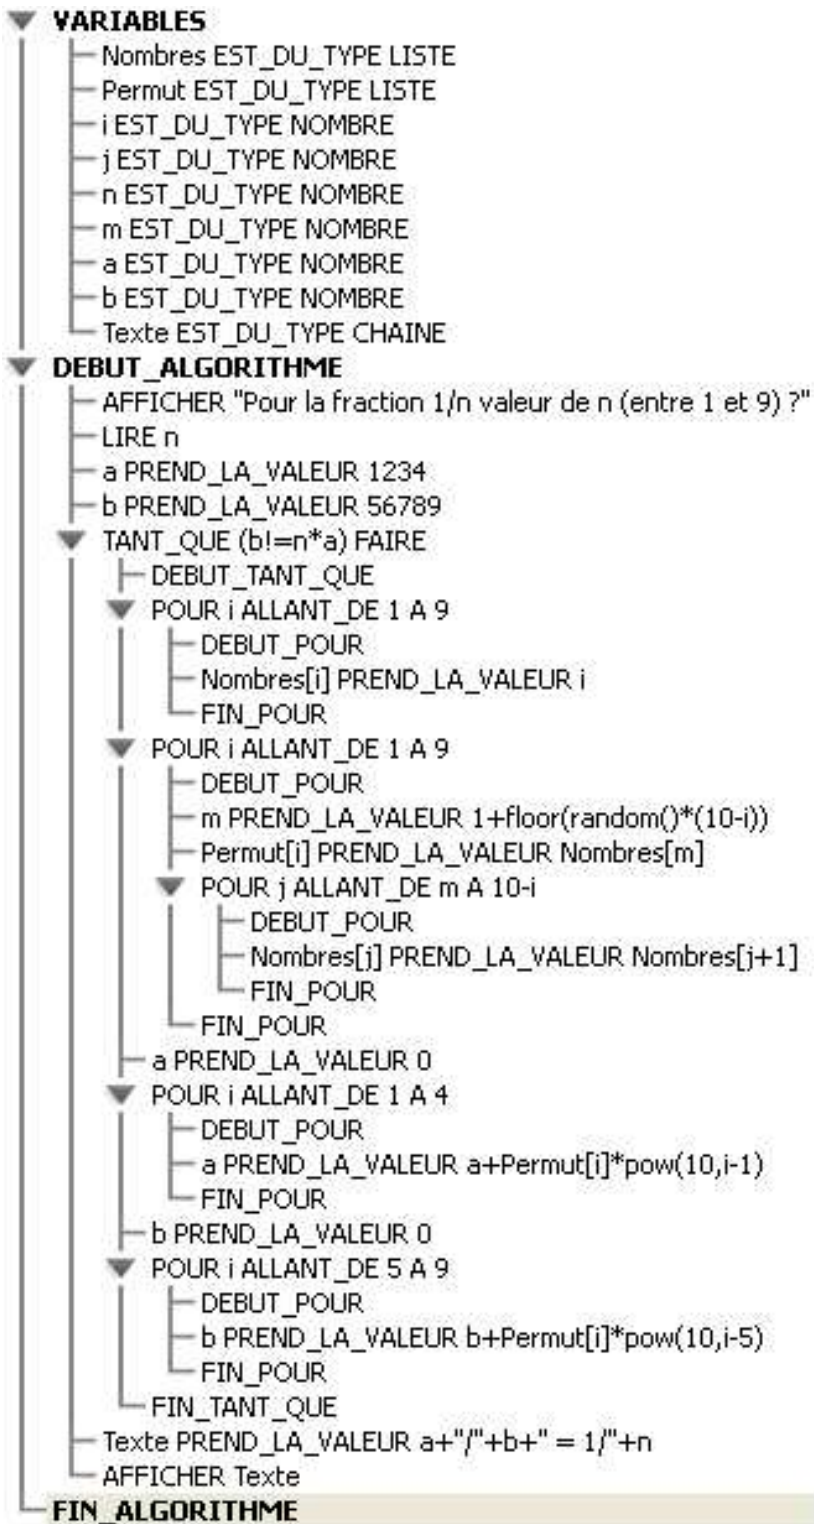 VARIABLES
Nombres EST_DU_TYPE LISTE
Permut EST_DU_TYPE LISTE
i EST_DU_TYPE NOMBRE
j EST_DU_TYPE NOMBRE
n EST_DU_TYPE NOMBRE
m EST_DU_TYPE NOMBRE
a EST_DU_TYPE NOMBRE
b EST_DU_TYPE NOMBRE
Texte EST_DU_TYPE CHAINE
DEBUT_ALGORITHME
AFFICHER "Pour la fraction 1/n valeur de n (entre 1 et 9) ?"
LIRE n
a PREND_LA_VALEUR 1234
b PREND_LA_VALEUR 56789
TANT_QUE (b!=n*a) FAIRE
DEBUT_TANT_QUE
POUR i ALLANT_DE 1 A 9
DEBUT_POUR
Nombres[i] PREND_LA_VALEUR i
FIN_POUR
POUR i ALLANT_DE 1 A 9
DEBUT_POUR
m PREND_LA_VALEUR 1+floor(random()*(10-i))
Permut[i] PREND_LA_VALEUR Nombres[m]
POUR j ALLANT_DE m A 10-i
DEBUT_POUR
Nombres[j] PREND_LA_VALEUR Nombres[j+1]
FIN_POUR
FIN_POUR
a PREND_LA_VALEUR 0
POUR i ALLANT_DE 1 A 4
DEBUT_POUR
a PREND_LA_VALEUR a+Permut[i]*pow(10,i-1)
FIN_POUR
b PREND_LA_VALEUR 0
POUR i ALLANT_DE 5 A 9
DEBUT_POUR
b PREND_LA_VALEUR b+Permut[i]*pow(10,i-5)
FIN_POUR
FIN_TANT_QUE
Texte PREND_LA_VALEUR a+"/"+b+" = 1/"+n
AFFICHER Texte
FIN_ALGORITHME